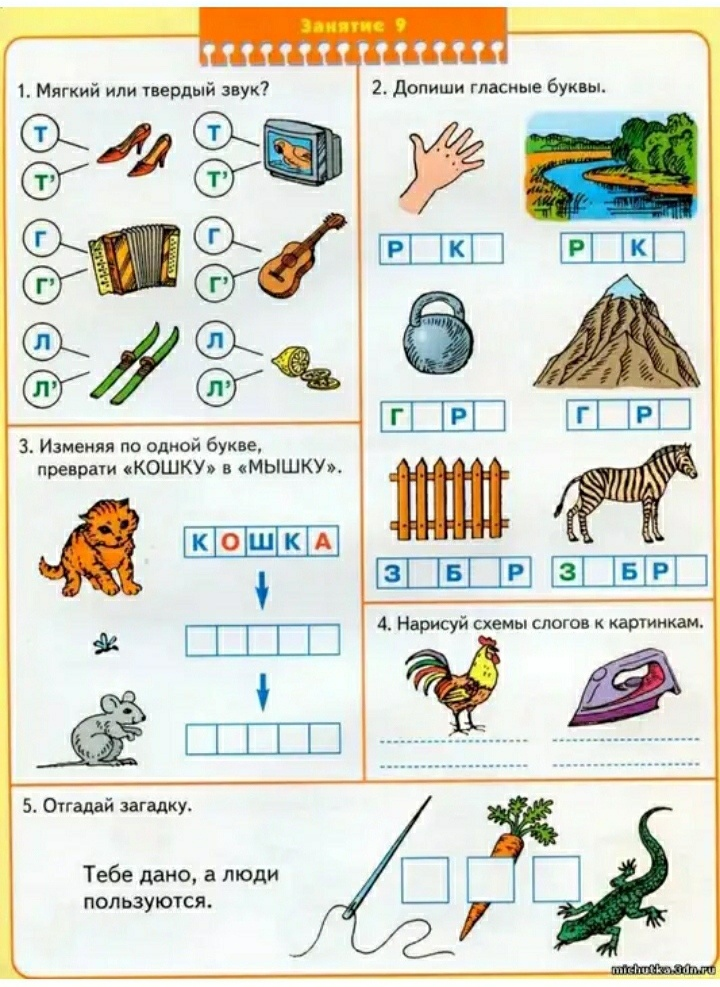 Занятие 9
1. Мягкий или твердый звук?
Т
Т’
Т
Т’
Г
Г’
Г
Г’
Л
Л’
Л
Л’
2. Допиши гласные буквы.
Р К
Р К
Г Р
Г Р
З Б Р
З Б Р
3. Изменяя по одной букве,
преврати «КОШКУ» в «МЫШКУ».
КОШКА
4. Нарисуй схемы слогов к картинкам.
5. Отгадай загадку.
Тебе дано, а люди
пользуются.
michutka.3dn.ru